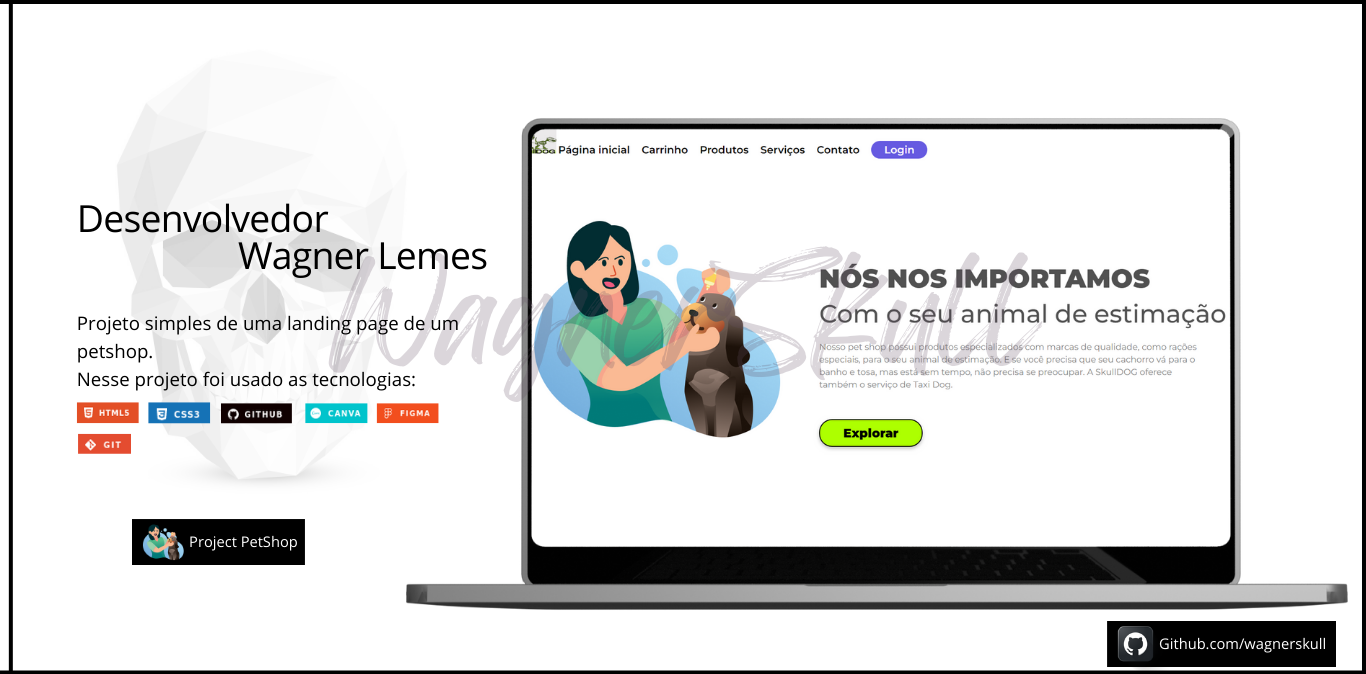 Desenvolvedor
Wagner Lemes
Projeto simples de uma landing page de um
petshop.
Nesse projeto foi usado as tecnologias:
HTML5 CSS3 GITHUB CANVA FIGMA
GIT
Project PetShop
Página inicial Carrinho Produtos Serviços Contato Login
WagnerSkull
NÓS NOS IMPORTAMOS
Com o seu animal de estimação
Nosso pet shop possui produtos especializados com marcas de qualidade, como rações
especiais, para o seu animal de estimação. E se você precisa que seu cachorro vá para o
banho e tosa, mas está sem tempo, não precisa se preocupar. A SkullDOG oferece
também o serviço de Taxi Dog.
Explorar
Github.com/wagnerskull